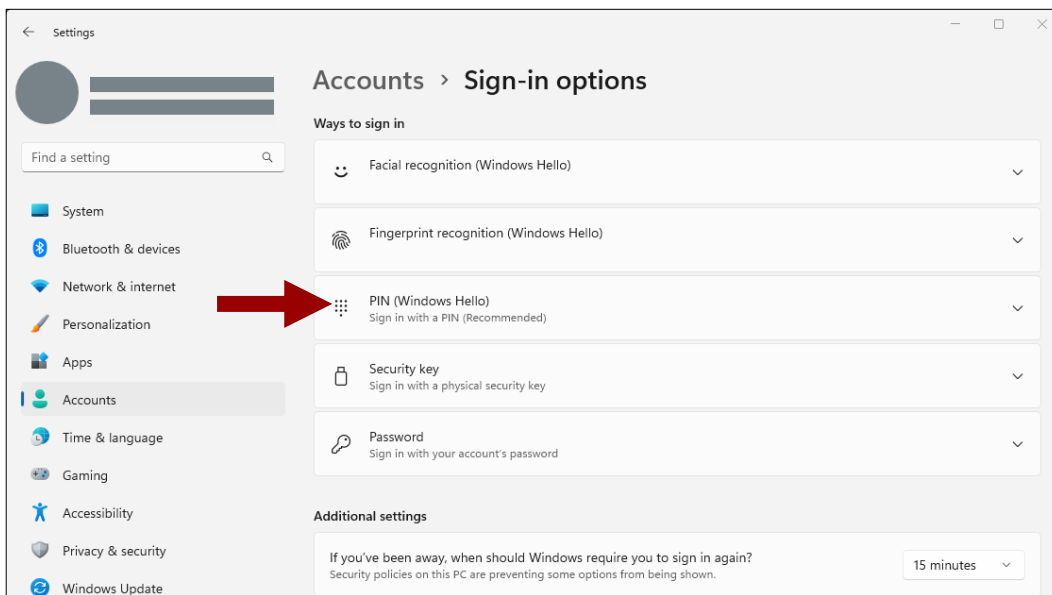 Settings
Find a setting
System
Bluetooth & devices
Network & internet
Personalization
Apps
Accounts
Time & language
Gaming
Accessibility
Privacy & security
Windows Update
Accounts > Sign-in options
Ways to sign in
Facial recognition (Windows Hello)
Fingerprint recognition (Windows Hello)
PIN (Windows Hello)
Sign in with a PIN (Recommended)
Security key
Sign in with a physical security key
Password
Sign in with your account's password
Additional settings
If you've been away, when should Windows require you to sign in again?
Security policies on this PC are preventing some options from being shown.
15 minutes